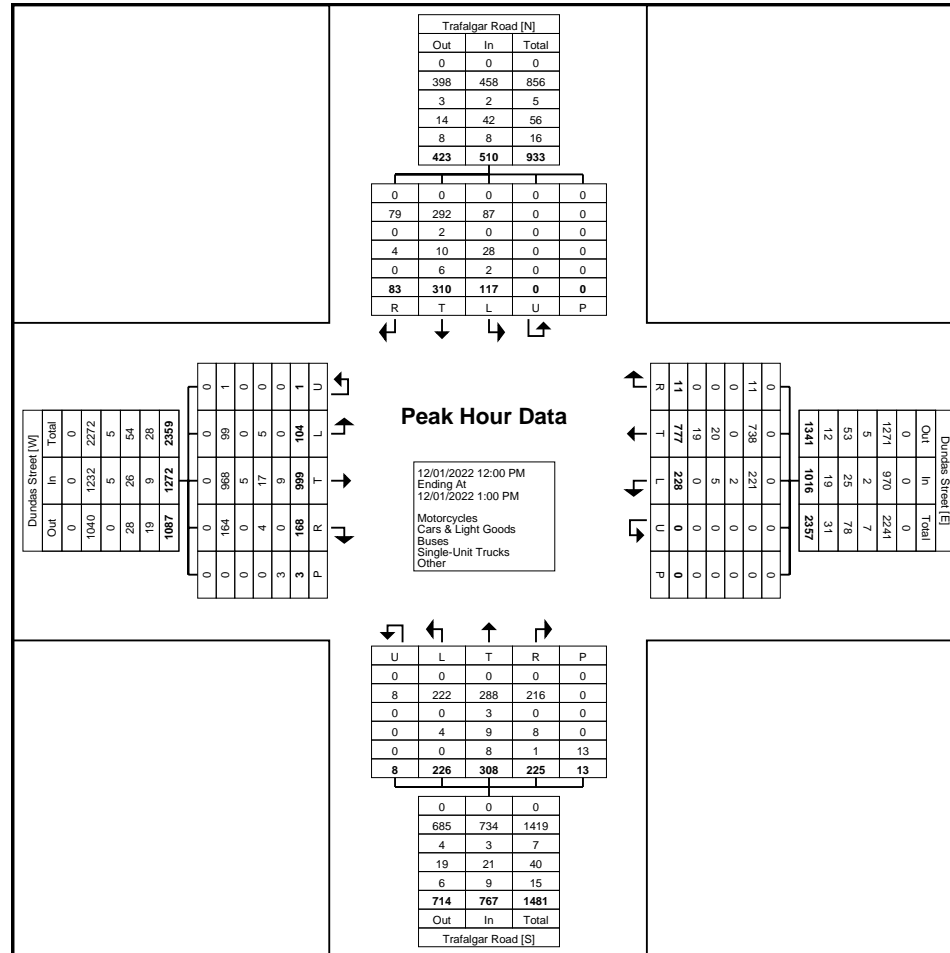 Trafalgar Road [N]
Out In Total
0 0 0
398 458 856
3 2 5
14 42 56
8 8 16
423 510 933
0 0 0 0 0
79 292 87 0 0
0 2 0 0 0
4 10 28 0 0
0 6 2 0 0
83 310 117 0 0
R T L U P
Dundas Street [W]
Out In Total
0 0 0
1040 1232 2272
0 5 5
28 26 54
19 9 28
1087 1272 2359
U L T R P
1 104 999 168 3
0 0 9 0 3
0 5 17 4 0
0 0 5 0 0
1 99 968 164 0
0 0 0 0 0
Peak Hour Data
12/01/2022 12:00 PM
Ending At
12/01/2022 1:00 PM
Motorcycles
Cars & Light Goods
Buses
Single-Unit Trucks
Other
Dundas Street [E]
Out In Total
0 0 0
1271 970 2241
5 2 7
53 25 78
12 19 31
1341 1016 2357
0 0 0 0 0
11 738 221 0 0
0 0 2 0 0
0 20 5 0 0
0 19 0 0 0
11 777 228 0 0
R T L U P
U L T R P
0 0 0 0 0
8 222 288 216 0
0 0 3 0 0
0 4 9 8 0
0 0 8 1 13
8 226 308 225 13
0 0 0
685 734 1419
4 3 7
19 21 40
6 9 15
714 767 1481
Out In Total
Trafalgar Road [S]